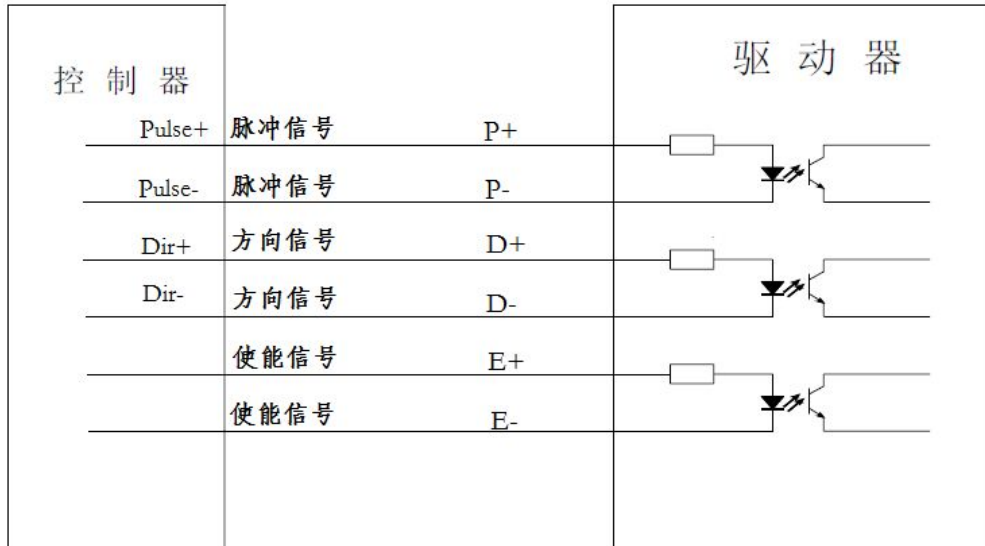 控制器
驱动器
Pulse+ 脉冲信号 P+
Pulse- 脉冲信号 P-
Dir+ 方向信号 D+
Dir- 方向信号 D-
使能信号 E+
使能信号 E-